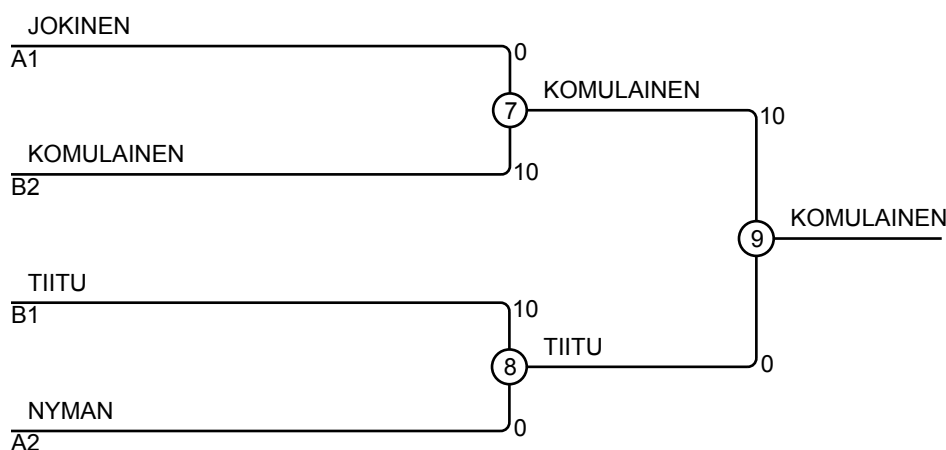 JOKINEN
A1
0
7
KOMULAINEN
10
KOMULAINEN
B2
10
9
KOMULAINEN
TIITU
B1
10
8
TIITU
0
NYMAN
A2
0